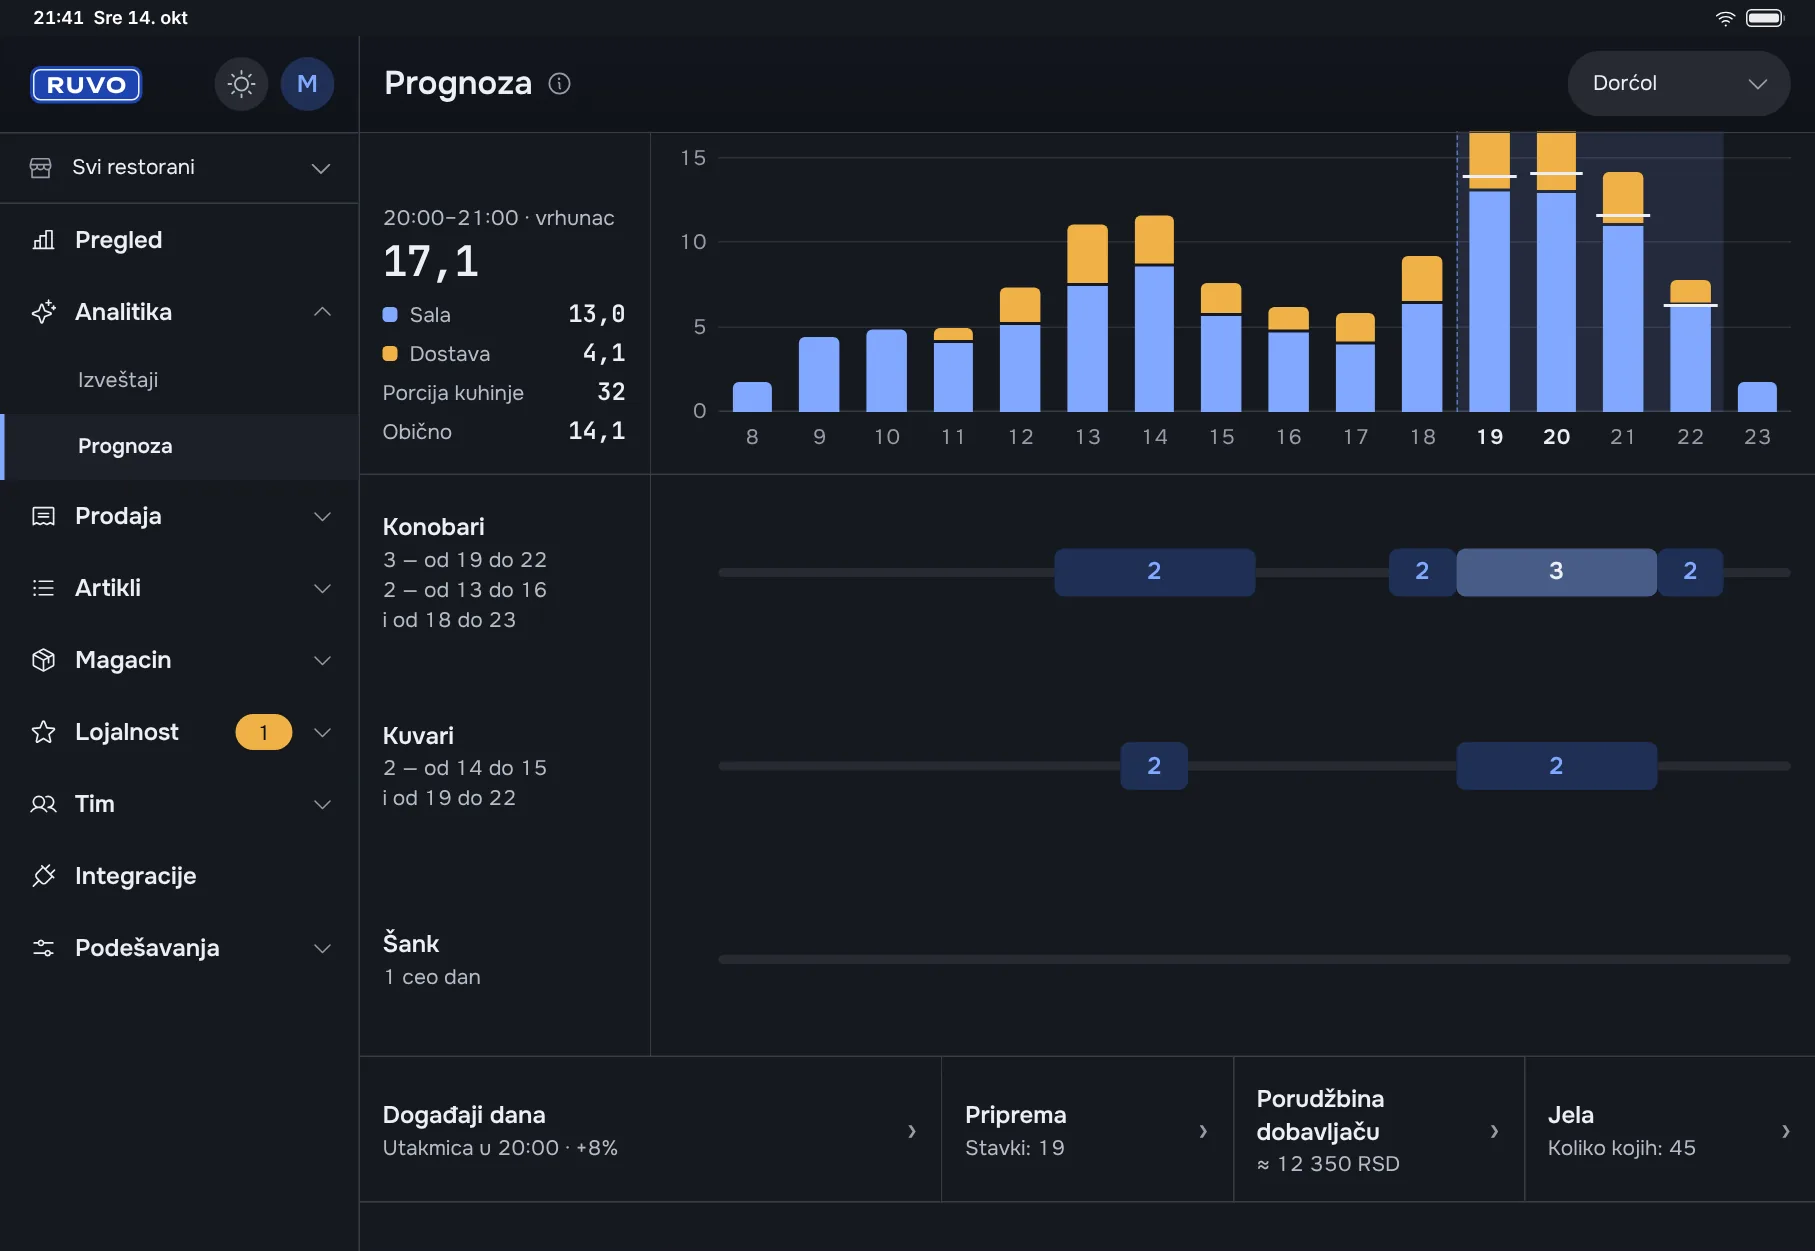 21:41 Sre 14. okt
RUVO
M
Prognoza
Dorćol
Svi restorani
Pregled
Analitika
Izveštaji
Prognoza
Prodaja
Artikli
Magacin
Lojalnost
1
Tim
Integracije
Podešavanja
20:00–21:00 · vrhunac
17,1
Sala 13,0
Dostava 4,1
Porcija kuhinje 32
Obično 14,1
15
10
5
0
8 9 10 11 12 13 14 15 16 17 18 19 20 21 22 23
Konobari
3 – od 19 do 22
2 – od 13 do 16
i od 18 do 23
2 2 3 2
Kuvari
2 – od 14 do 15
i od 19 do 22
2 2
Šank
1 ceo dan
Događaji dana
Utakmica u 20:00 · +8%
Priprema
Stavki: 19
Porudžbina
dobavljaču
≈ 12 350 RSD
Jela
Koliko kojih: 45